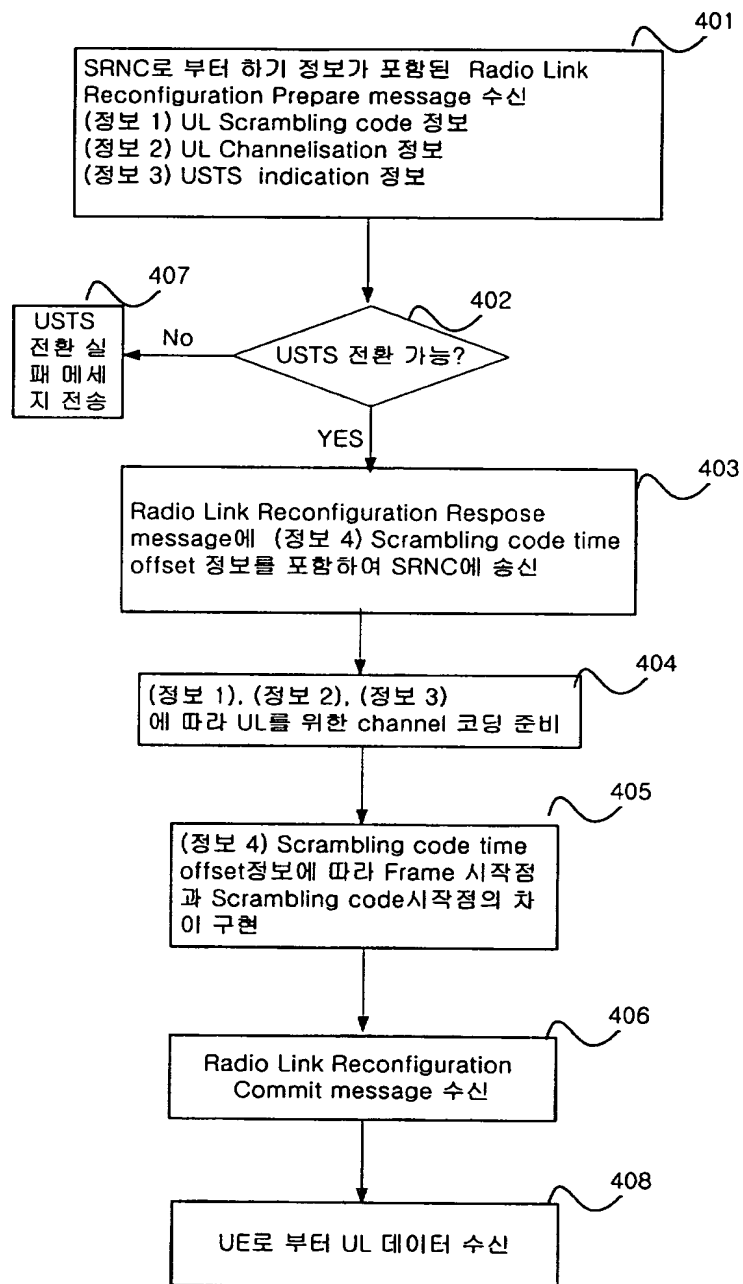 401
SRNC로 부터 하기 정보가 포함된 Radio Link
Reconfiguration Prepare message 수신
(정보 1) UL Scrambling code 정보
(정보 2) UL Channelisation 정보
(정보 3) USTS indication 정보
407
402
USTS
전환 실
패 메세
지 전송
No
USTS 전환 가능?
YES
403
Radio Link Reconfiguration Respose
message에 (정보 4) Scrambling code time
offset 정보를 포함하여 SRNC에 송신
404
(정보 1), (정보 2), (정보 3)
에 따라 UL를 위한 channel 코딩 준비
405
(정보 4) Scrambling code time
offset정보에 따라 Frame 시작점
과 Scrambling code시작점의 차
이 구현
406
Radio Link Reconfiguration
Commit message 수신
408
UE로 부터 UL 데이터 수신